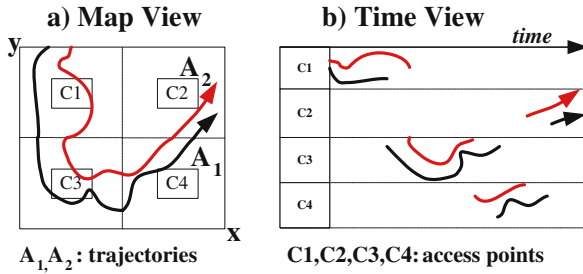 a) Map View
b) Time View
y
A2
C1
C2
A1
C3
C4
x
A1,A2: trajectories
time
C1
C2
C3
C4
C1,C2,C3,C4: access points